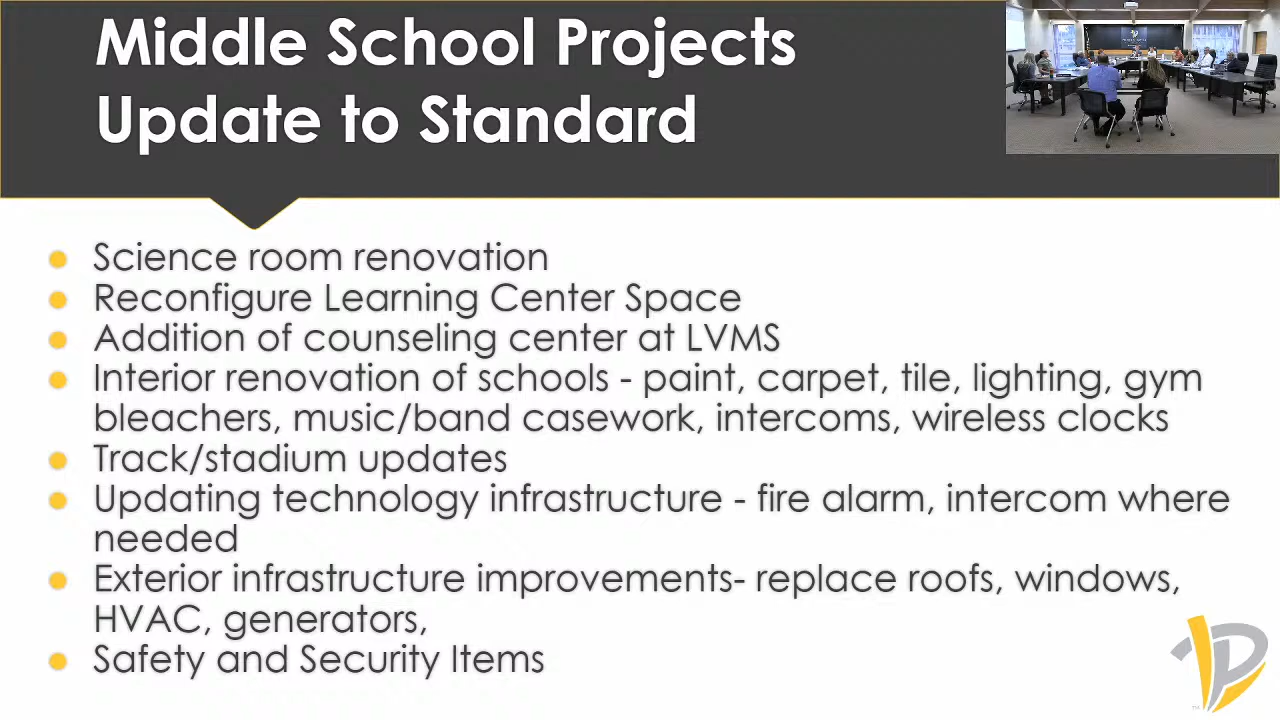 Middle School Projects
Update to Standard
Science room renovation
Reconfigure Learning Center Space
Addition of counseling center at LVMS
Interior renovation of schools - paint, carpet, tile, lighting, gym
bleachers, music/band casework, intercoms, wireless clocks
Track/stadium updates
Updating technology infrastructure - fire alarm, intercom where
needed
Exterior infrastructure improvements- replace roofs, windows,
HVAC, generators,
Safety and Security Items